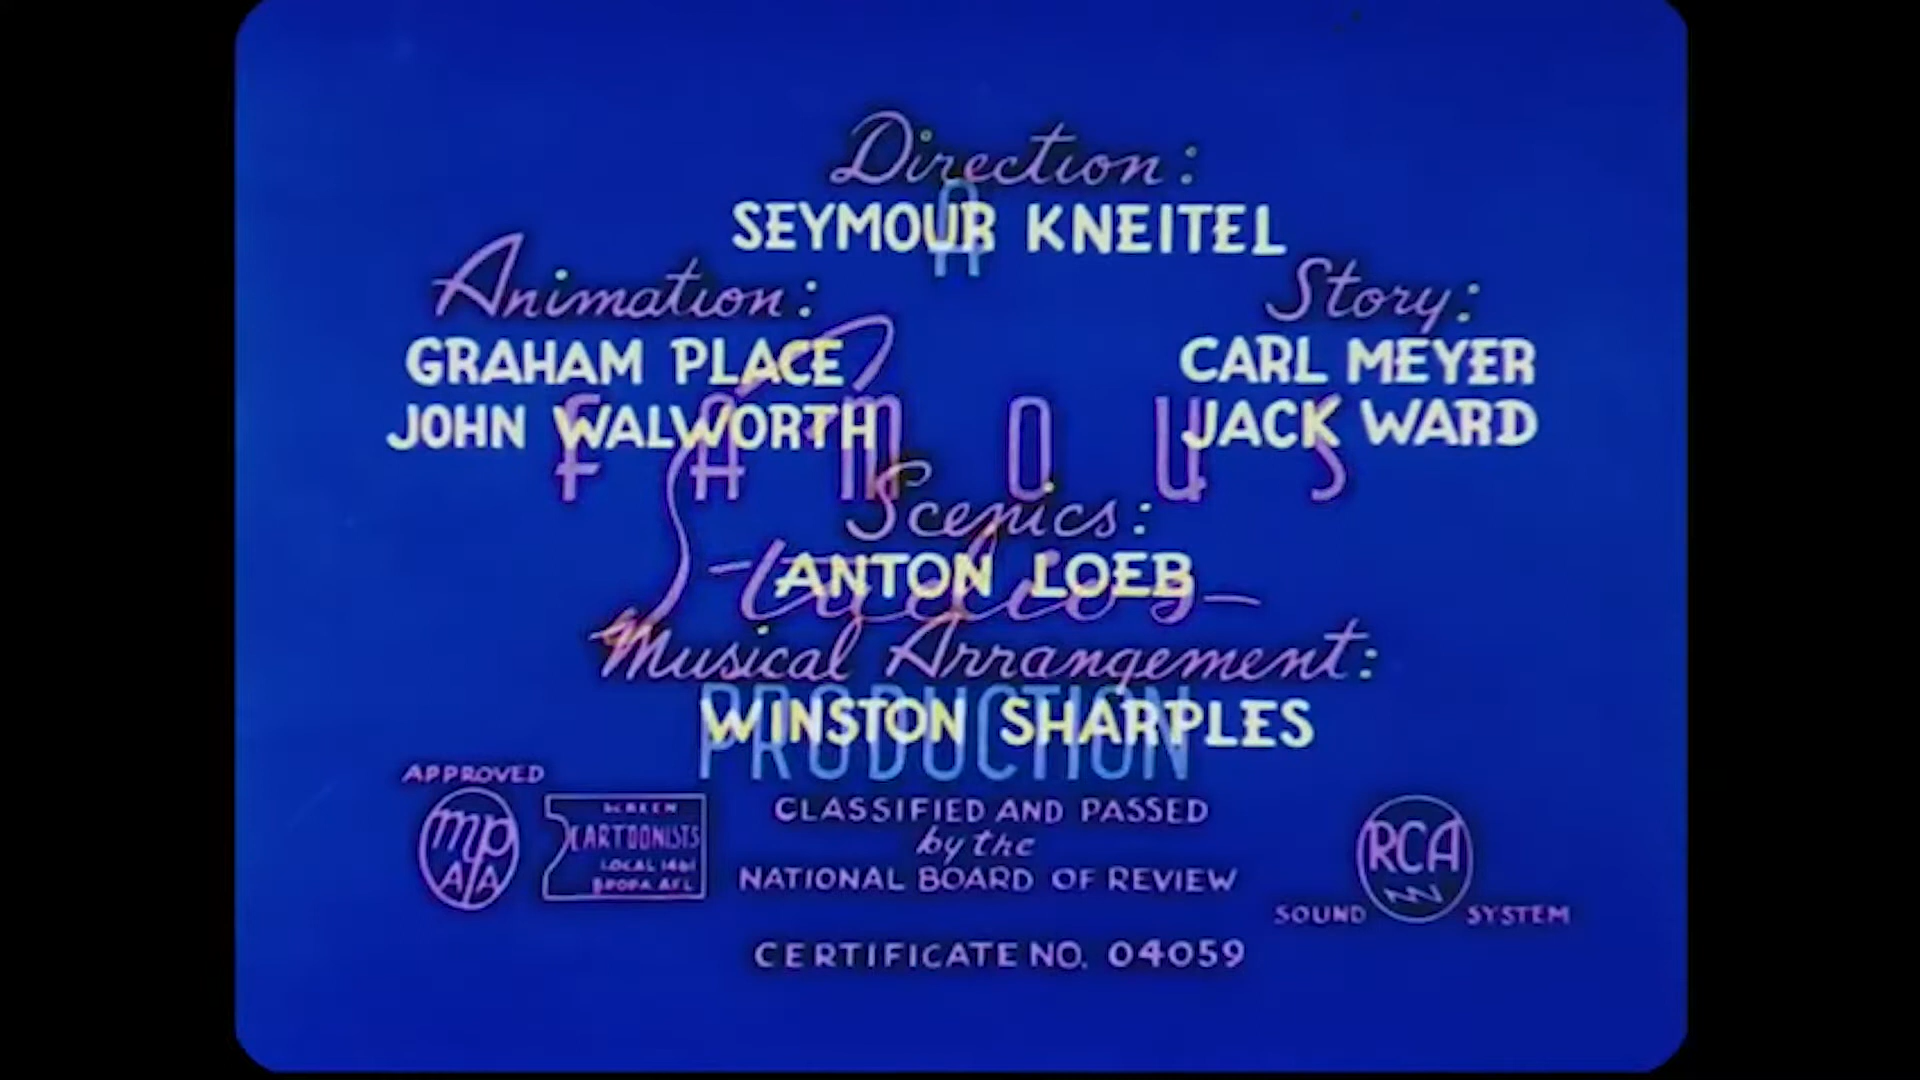 Direction:
SEYMOUR KNEITEL
Animation:
GRAHAM PLACE
JOHN WALWORTH
Story:
CARL MEYER
JACK WARD
A
FAMOUS
Studios
PRODUCTION
Scenics:
ANTON LOEB
Musical Arrangement:
WINSTON SHARPLES
APPROVED
MPAA
SCREEN
CARTOONISTS
LOCAL 1461
BPDPA. AFL
CLASSIFIED AND PASSED
by the
NATIONAL BOARD OF REVIEW
RCA
SOUND SYSTEM
CERTIFICATE NO. 04059